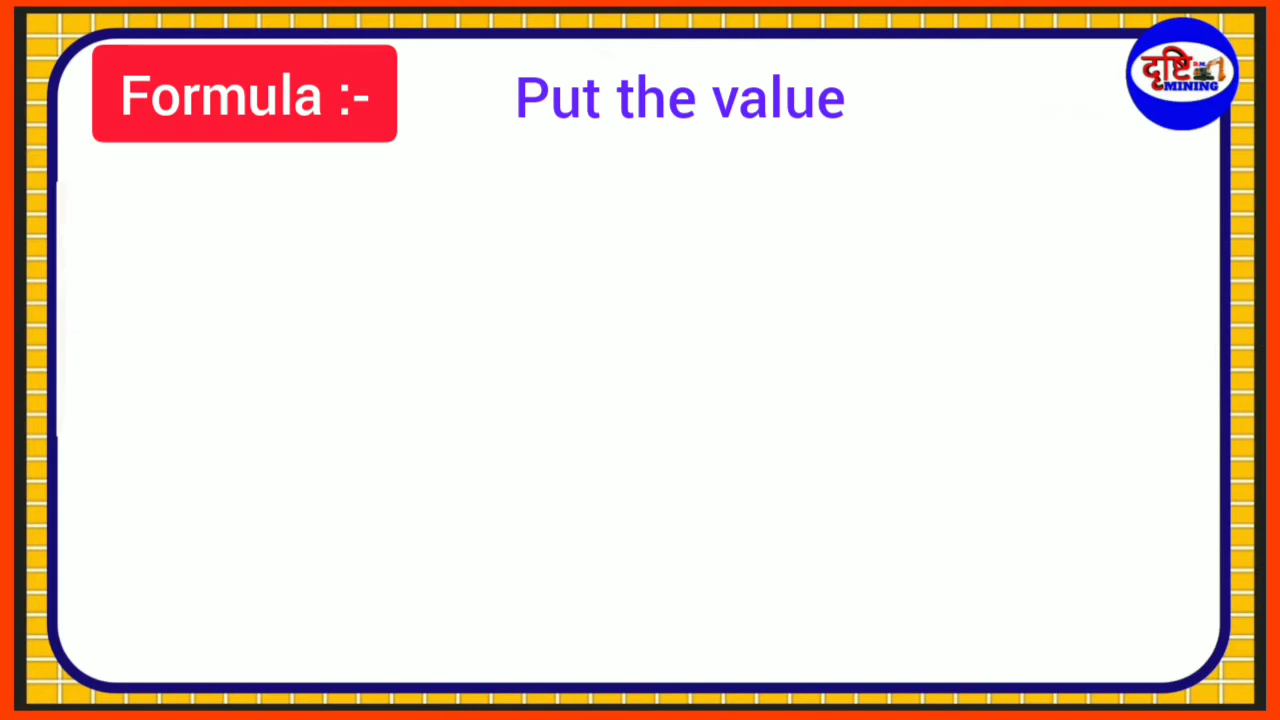 Formula :-
Put the value
दृष्टि
MINING